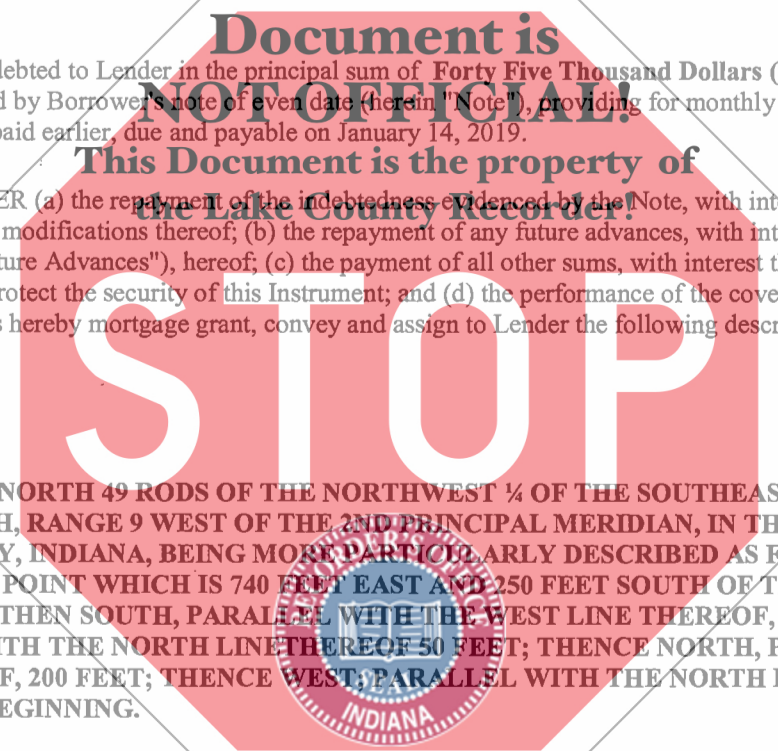 Document is
debted to Lender in the principal sum of Forty Five Thousand Dollars (
NOT OFFICIAL!
d by Borrower's note of even date (herein "Note"), providing for monthly
paid earlier, due and payable on January 14, 2019.
This Document is the property of
the Lake County Recorder!
ER (a) the repayment of the indebtedness evidenced by the Note, with int
modifications thereof; (b) the repayment of any future advances, with int
ture Advances"), hereof; (c) the payment of all other sums, with interest t
rotect the security of this Instrument; and (d) the performance of the cove
s hereby mortgage grant, convey and assign to Lender the following descr
STOP
NORTH 49 RODS OF THE NORTHWEST ¼ OF THE SOUTHEAS
H, RANGE 9 WEST OF THE 2ND PRINCIPAL MERIDIAN, IN TH
Y, INDIANA, BEING MORE PARTICULARLY DESCRIBED AS F
POINT WHICH IS 740 FEET EAST AND 250 FEET SOUTH OF T
THEN SOUTH, PARALLEL WITH THE WEST LINE THEREOF,
TH THE NORTH LINE THEREOF 50 FEET; THENCE NORTH, P
F, 200 FEET; THENCE WEST; PARALLEL WITH THE NORTH L
EGINNING.
RECORDER'S OFFICE
SEAL
INDIANA